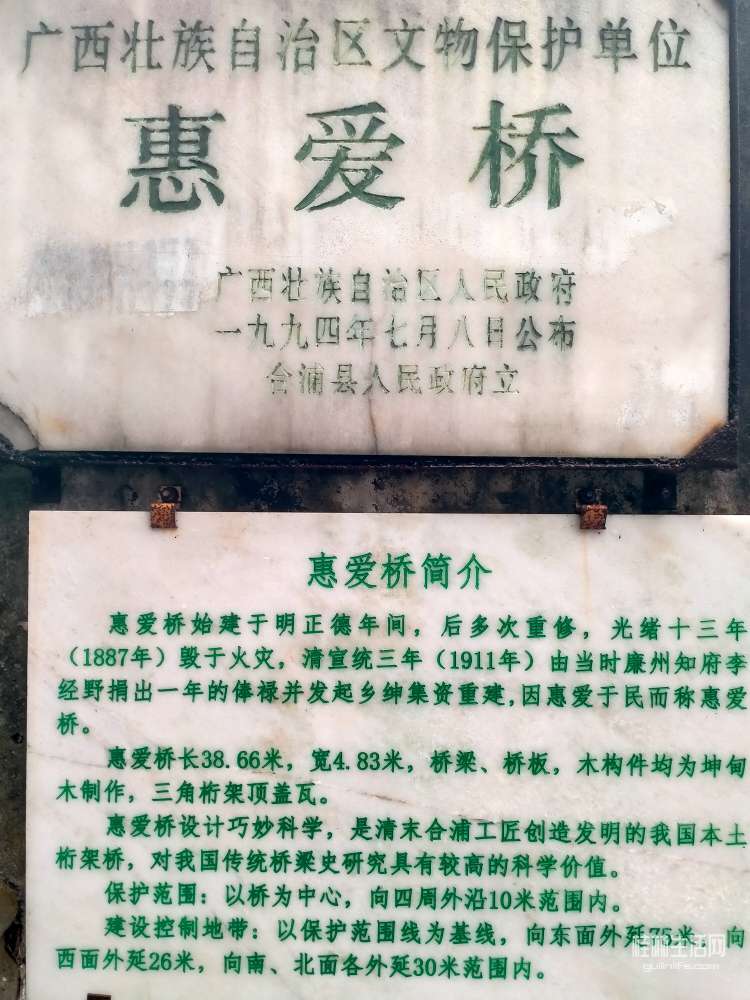 广西壮族自治区文物保护单位
惠爱桥
广西壮族自治区人民政府
一九九四年七月八日公布
合浦县人民政府立
惠爱桥简介
惠爱桥始建于明正德年间，后多次重修，光绪十三年
（1887年）毁于火灾，清宣统三年（1911年）由当时廉州知府李
经野捐出一年的俸禄并发起乡绅集资重建,因惠爱于民而称惠爱
桥。
惠爱桥长38.66米，宽4.83米，桥梁、桥板，木构件均为坤甸
木制作，三角桁架顶盖瓦。
惠爱桥设计巧妙科学，是清末合浦工匠创造发明的我国本土
桁架桥，对我国传统桥梁史研究具有较高的科学价值。
保护范围：以桥为中心，向四周外沿10米范围内。
建设控制地带：以保护范围线为基线，向东面外延75米，向
西面外延26米，向南、北面各外延30米范围内。
桂林生活网
guilinlife.com